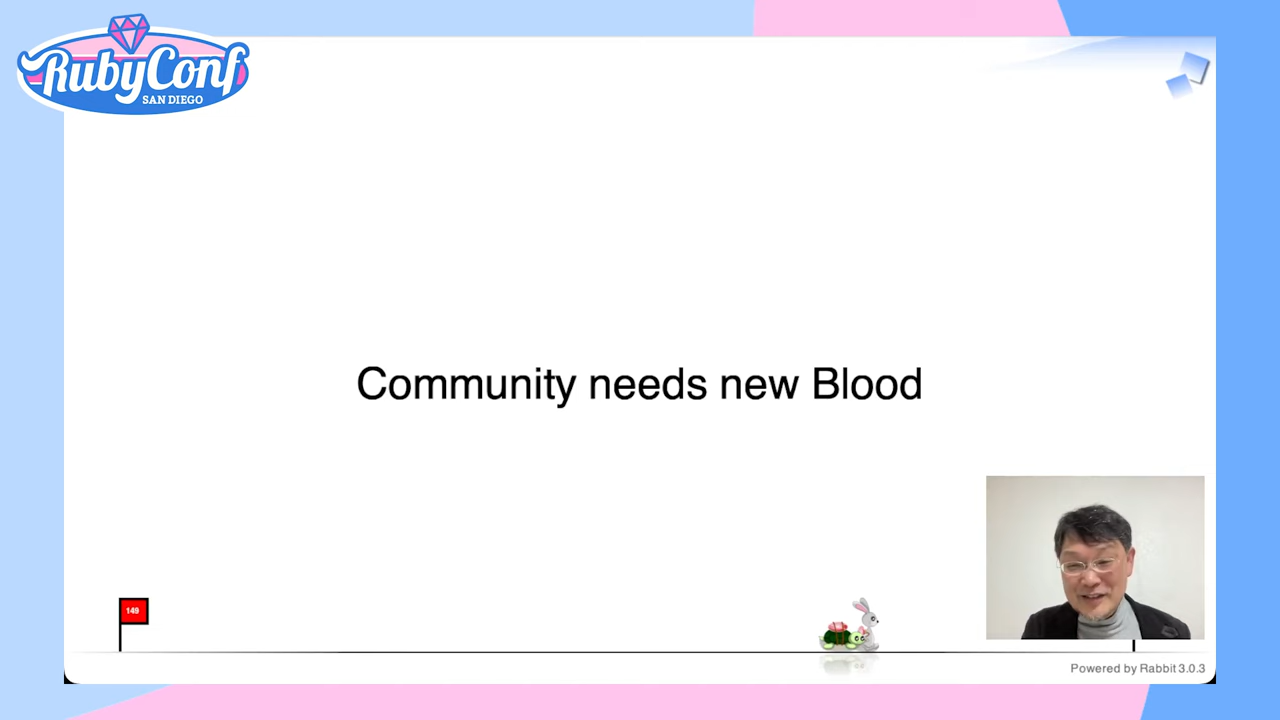 RubyConf
SAN DIEGO
Community needs new Blood
149
Powered by Rabbit 3.0.3